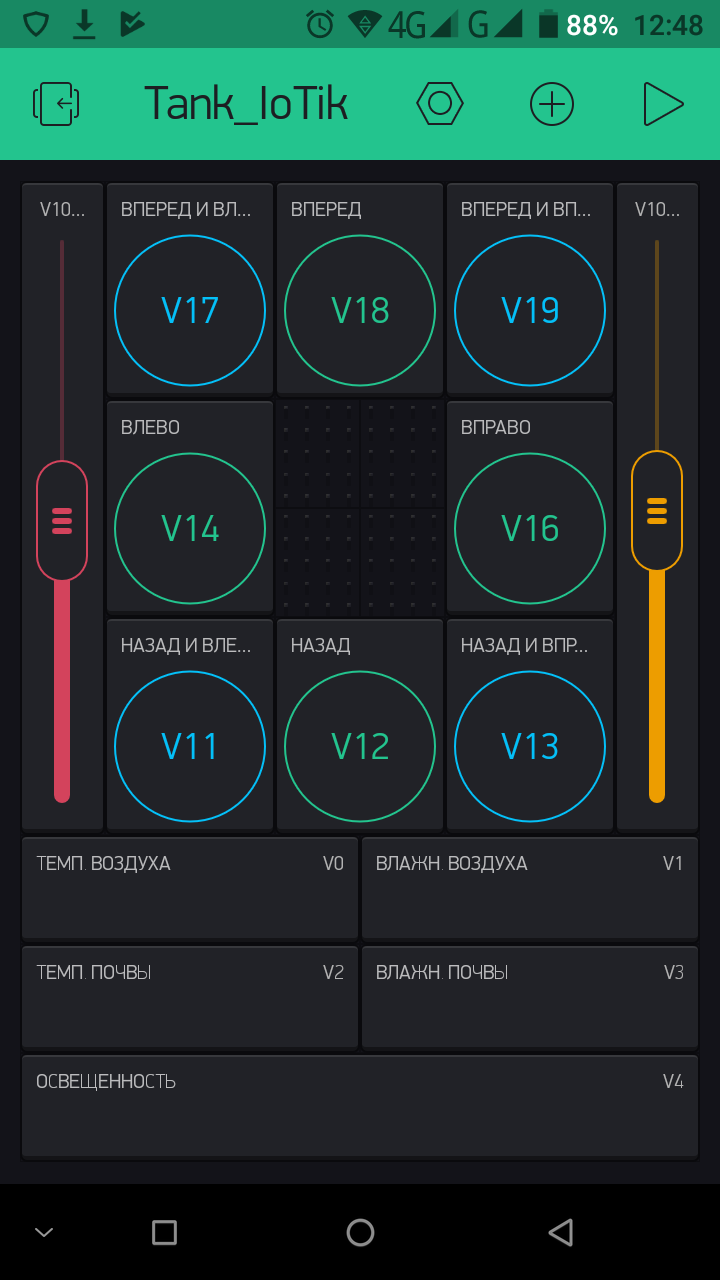 4G G 88% 12:48
Tank_IoTik
V10... ВПЕРЕД И ВЛ... ВПЕРЕД ВПЕРЕД И ВП... V10...
V17 V18 V19
ВЛЕВО ВПРАВО
V14 V16
НАЗАД И ВЛЕ... НАЗАД НАЗАД И ВПР...
V11 V12 V13
ТЕМП. ВОЗДУХА V0 ВЛАЖН. ВОЗДУХА V1
ТЕМП. ПОЧВЫ V2 ВЛАЖН. ПОЧВЫ V3
ОСВЕЩЕННОСТЬ V4